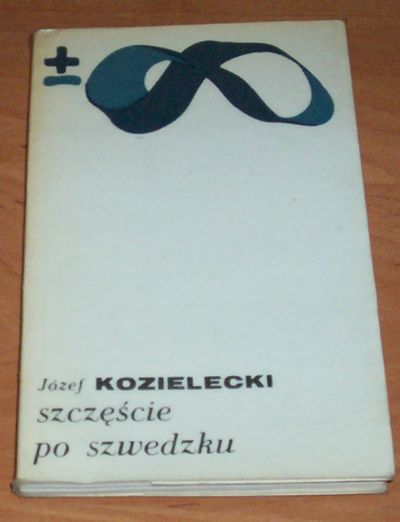 ±
Józef KOZIELECKI
szczęście
po szwedzku